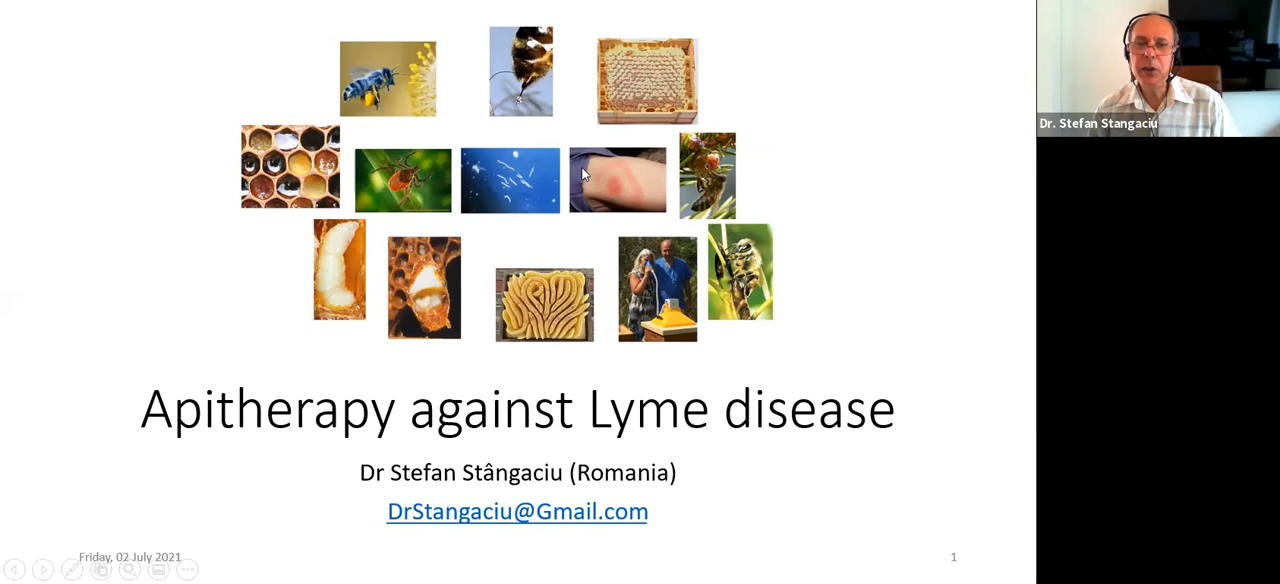 Dr. Stefan Stangaciu
Apitherapy against Lyme disease
Dr Stefan Stângaciu (Romania)
DrStangaciu@Gmail.com
Friday, 02 July 2021
1